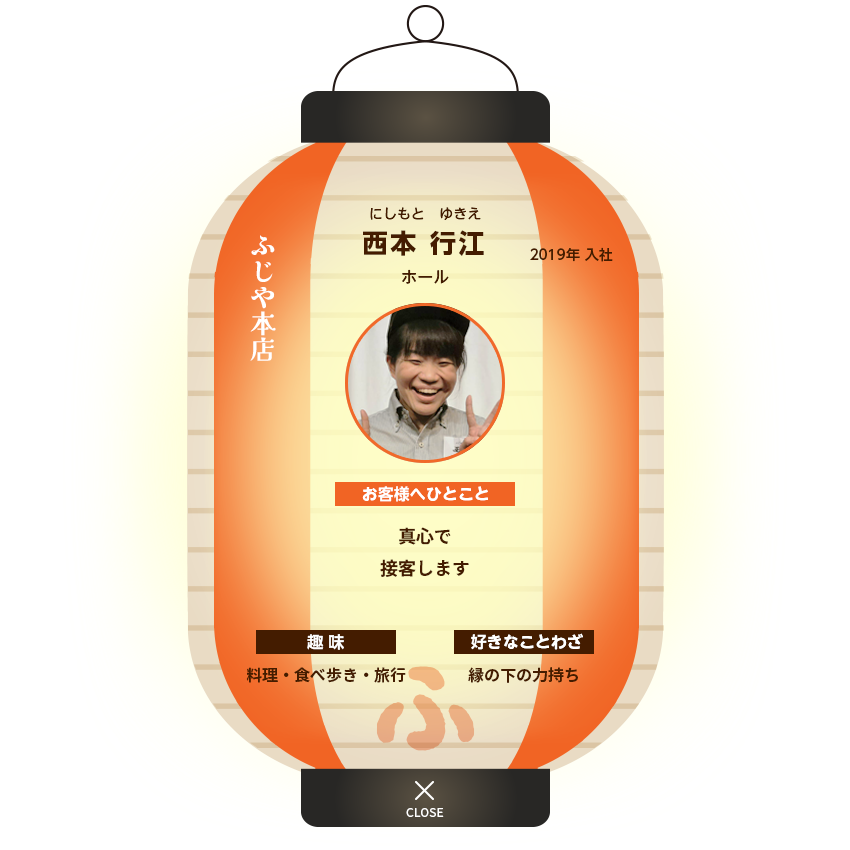 にしもと　ゆきえ
西本 行江
ホール
2019年 入社
ふじや本店
お客様へひとこと
真心で
接客します
趣味
料理・食べ歩き・旅行
好きなことわざ
縁の下の力持ち
ふ
CLOSE